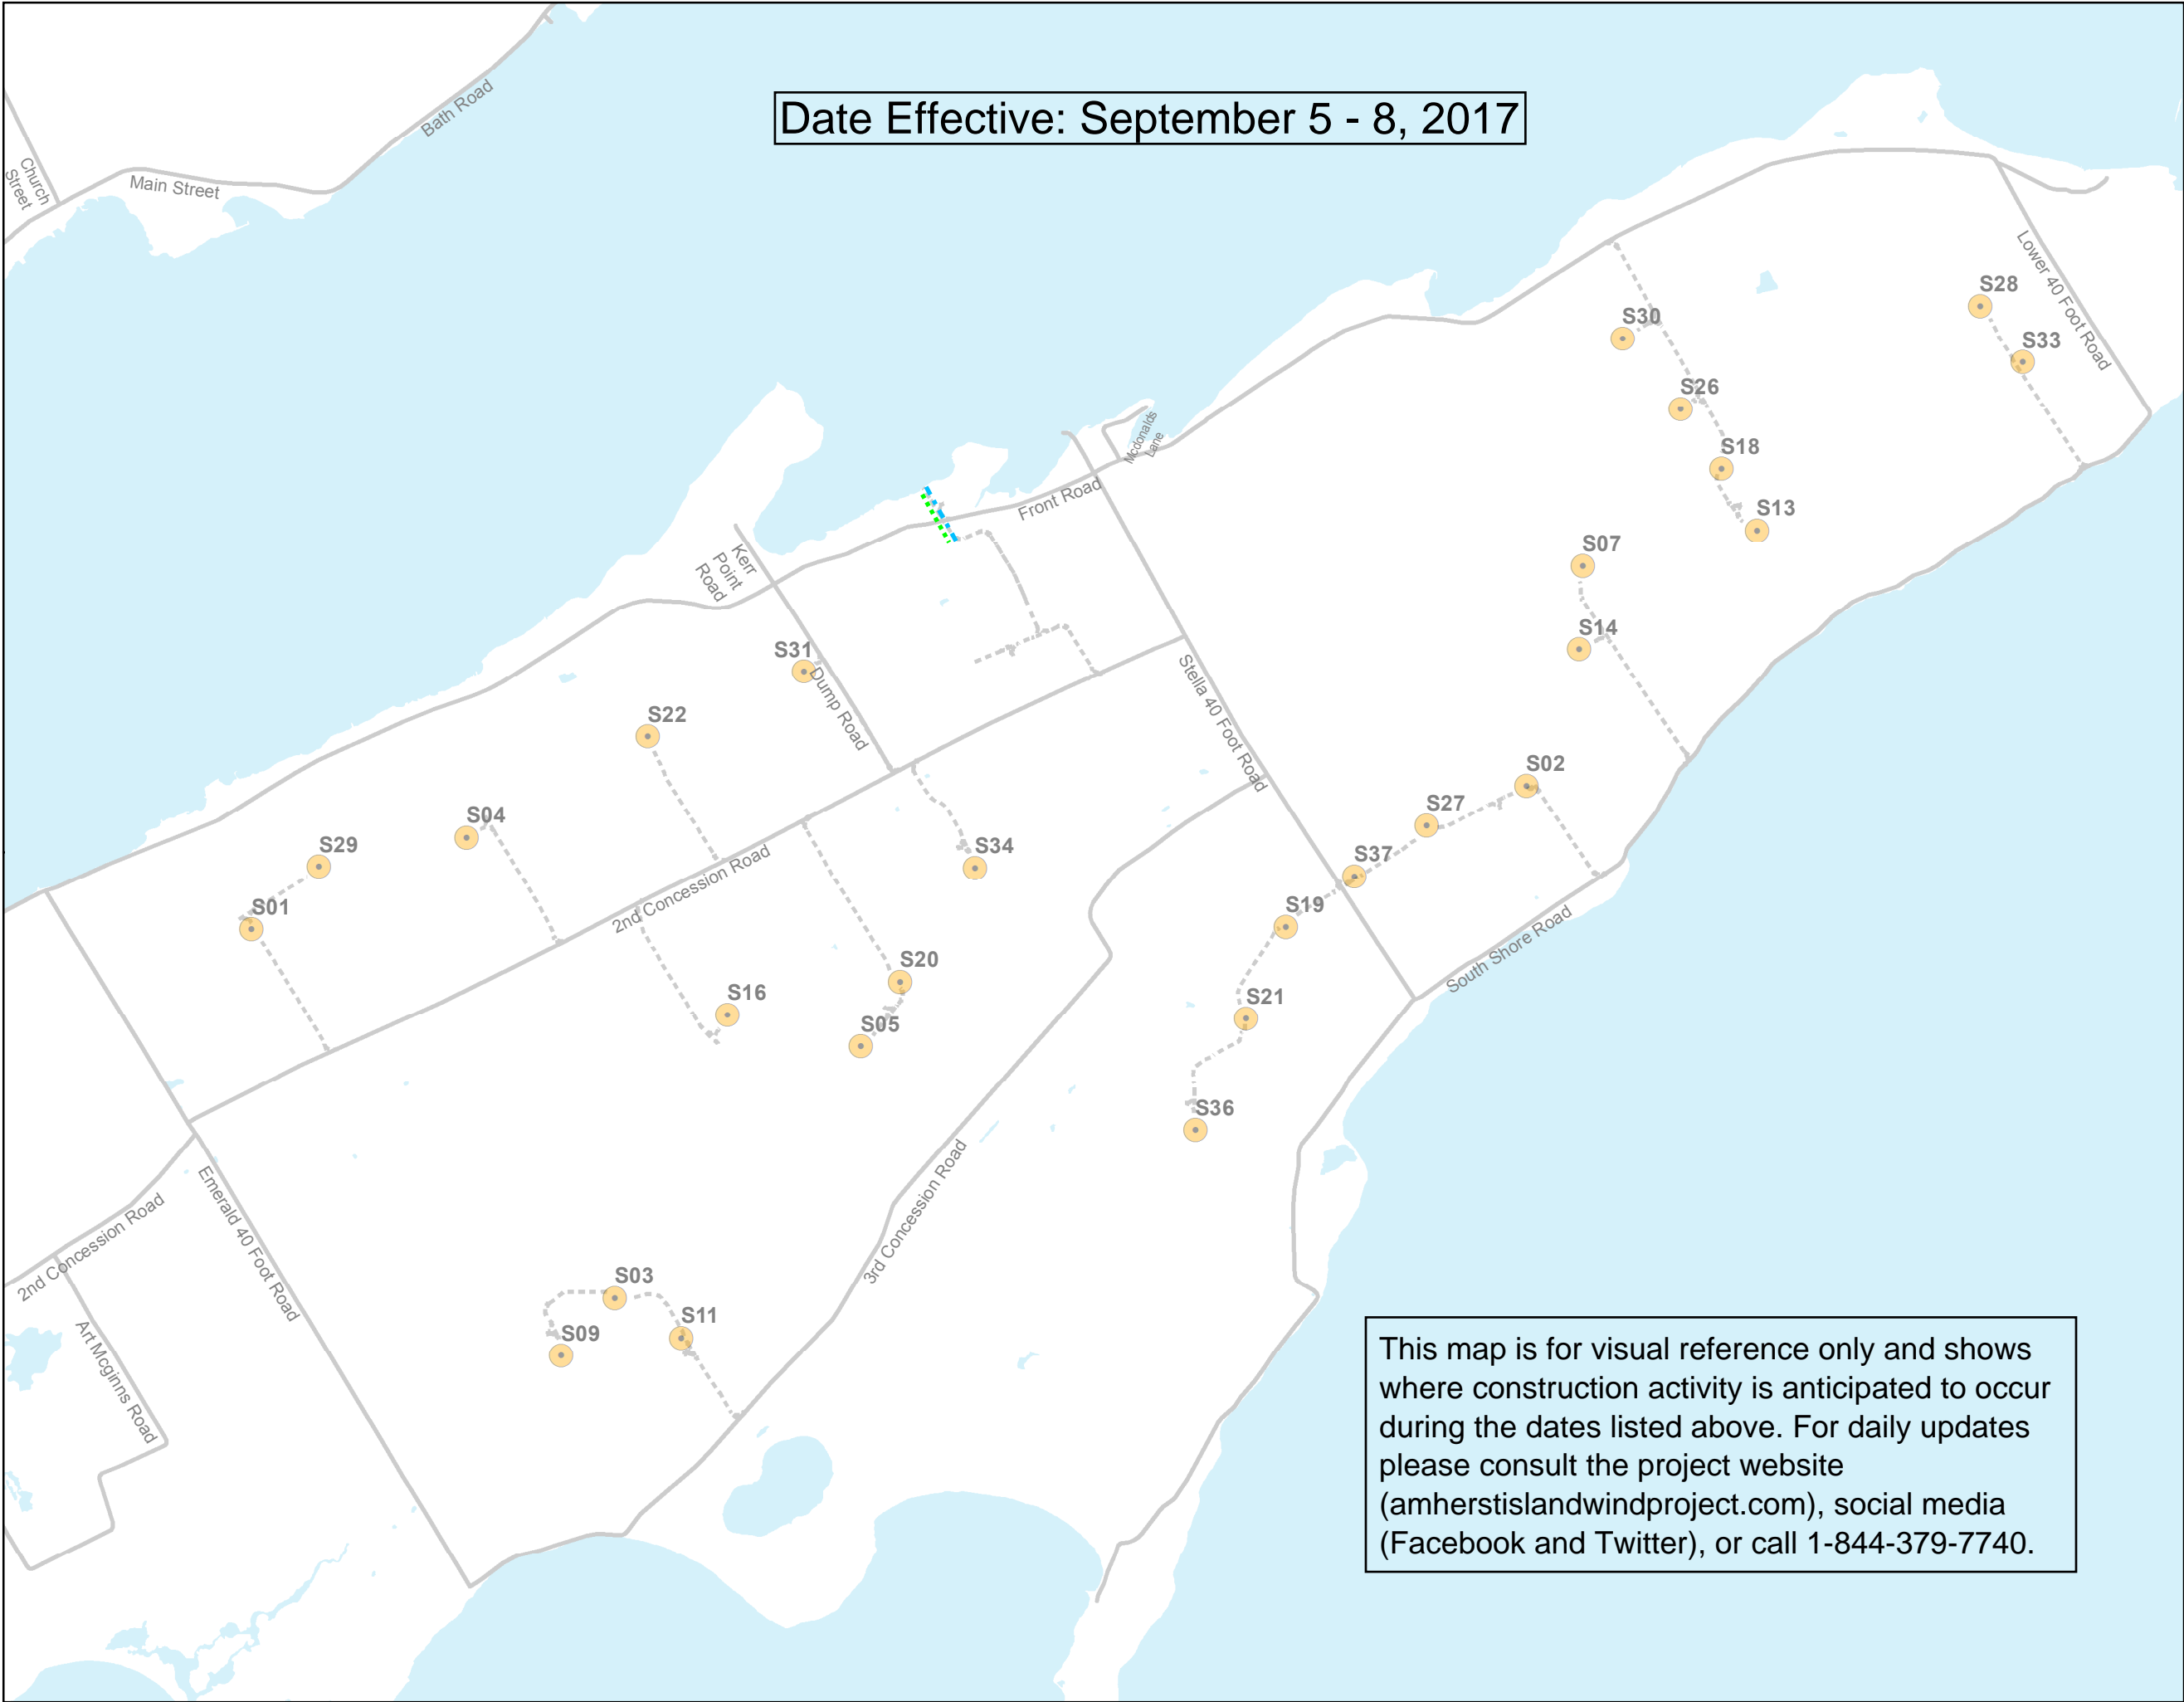 Date Effective: September 5 - 8, 2017
Bath Road
Church
Street
Main Street
Lower 40 Foot Road
S28
S33
S30
S26
S18
S13
Mcdonalds
Lane
Front Road
Kerr
Point
Road
S07
S14
S31
Dump Road
Stella 40 Foot Road
S22
S02
S27
S04
S29
S34
S37
2nd Concession Road
S01
S19
South Shore Road
S20
S16
S21
S05
S36
3rd Concession Road
Emerald 40 Foot Road
2nd Concession Road
S03
S11
S09
Art Mcginns Road
This map is for visual reference only and shows
where construction activity is anticipated to occur
during the dates listed above. For daily updates
please consult the project website
(amherstislandwindproject.com), social media
(Facebook and Twitter), or call 1-844-379-7740.